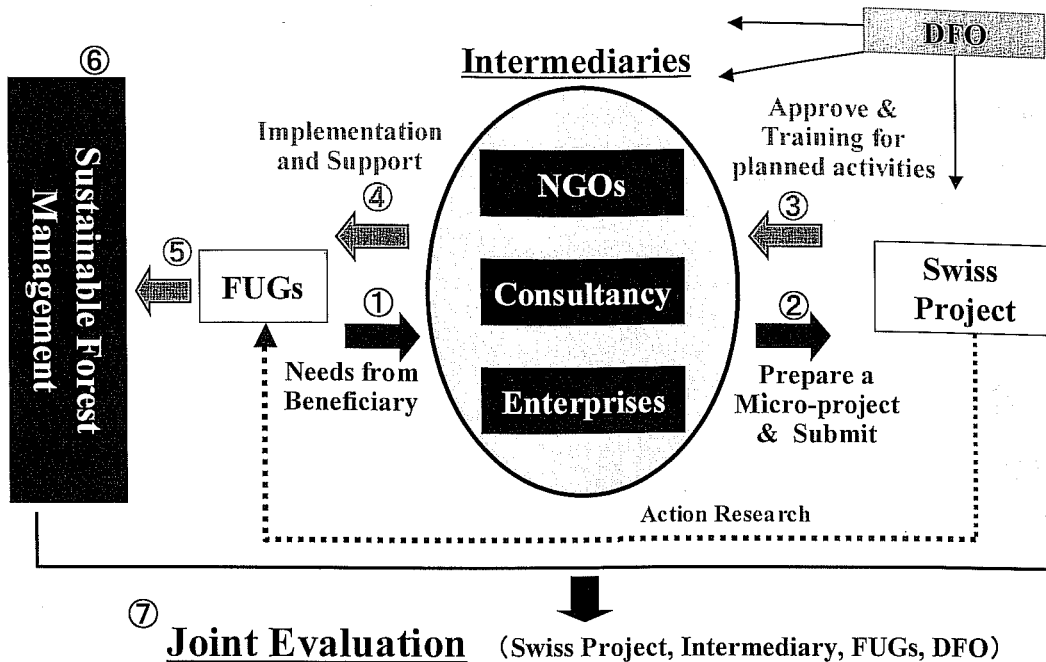 DFO
Intermediaries
⑥
Sustainable Forest
Management
Implementation
and Support
④
Approve &
Training for
planned activities
③
NGOs
⑤
FUGs
①
Consultancy
②
Swiss
Project
Needs from
Beneficiary
Enterprises
Prepare a
Micro-project
& Submit
Action Research
⑦
Joint Evaluation (Swiss Project, Intermediary, FUGs, DFO)